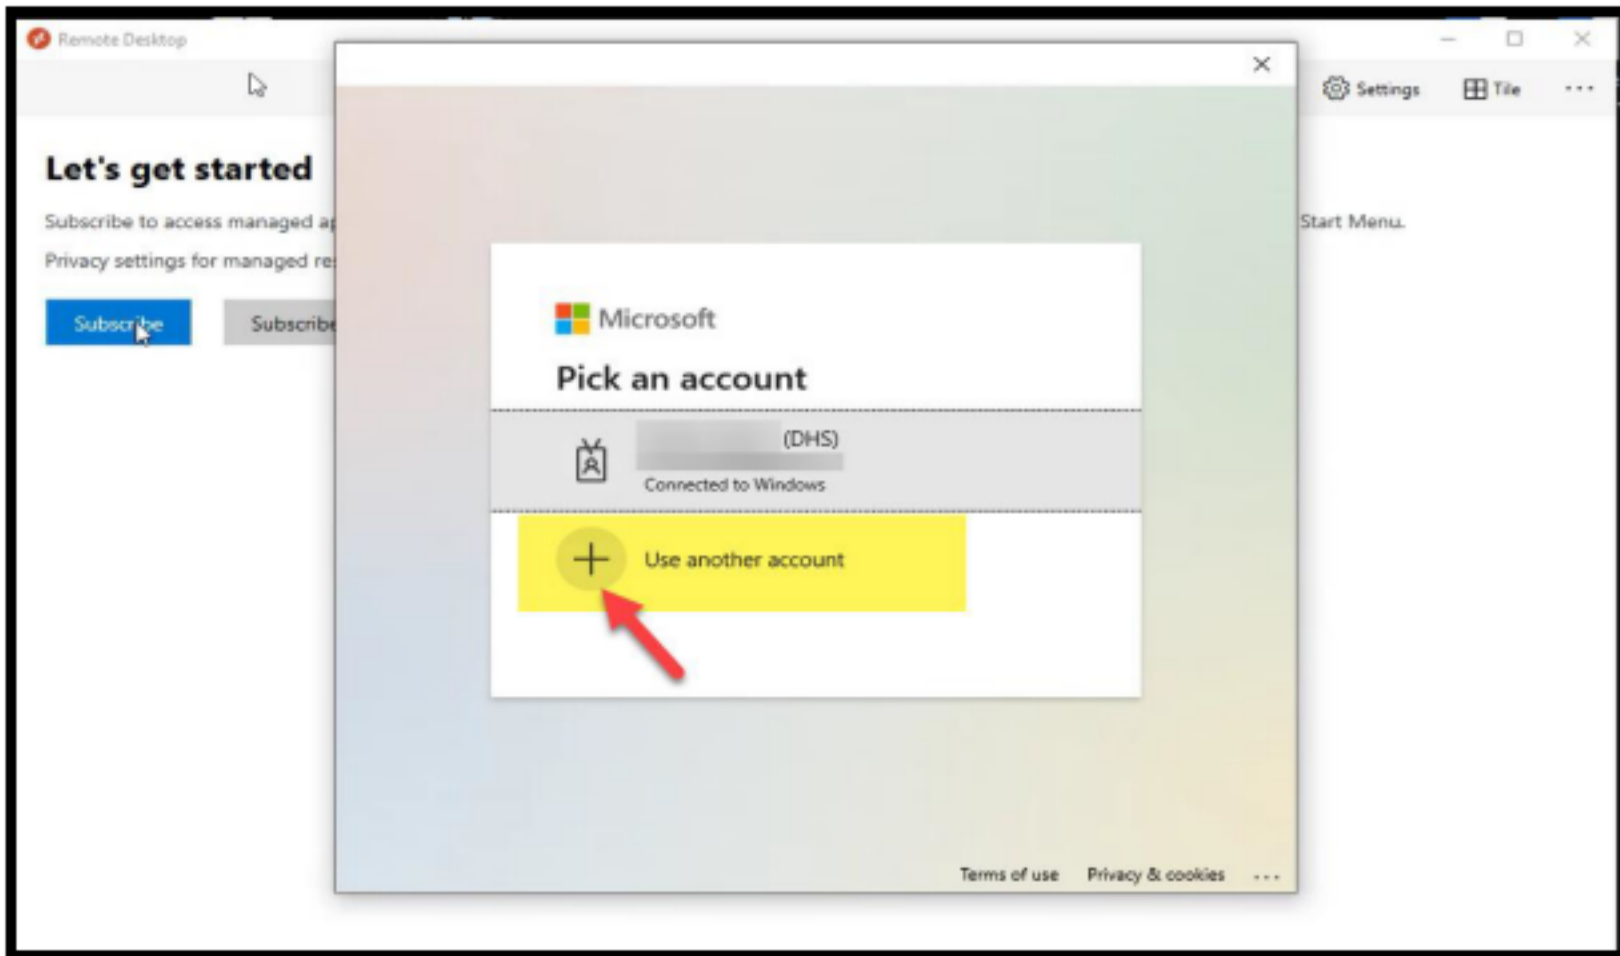 Remote Desktop
Settings
Tile
Let's get started
Subscribe to access managed
Start Menu.
Privacy settings for managed
Subscribe
Subscribe
Microsoft
Pick an account
(DHS)
Connected to Windows
Use another account
Terms of use
Privacy & cookies